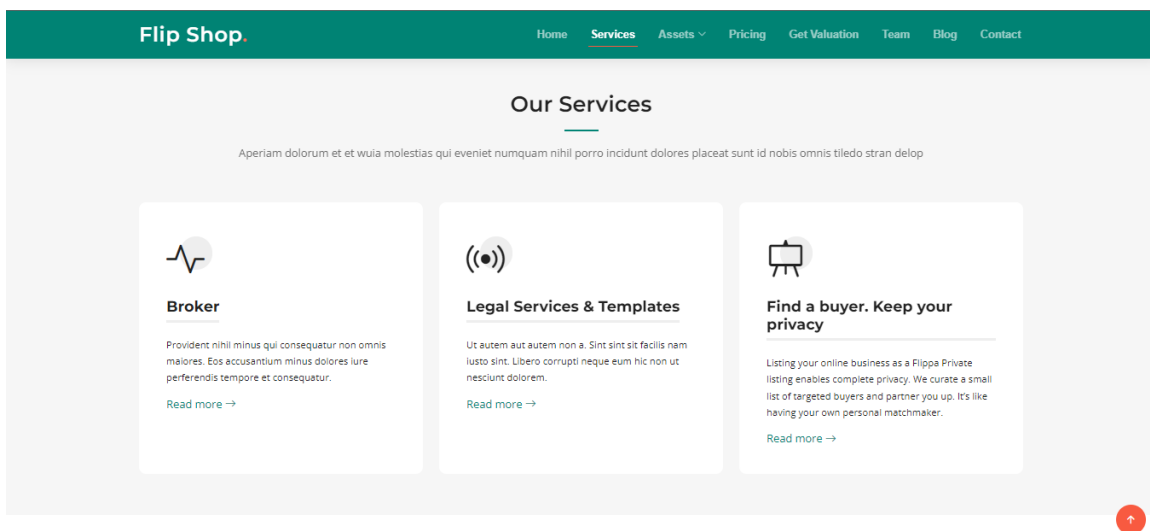 Flip Shop.
Home Services Assets Pricing Get Valuation Team Blog Contact
Our Services
Aperiam dolorum et et wuia molestias qui eveniet numquam nihil porro incidunt dolores placeat sunt id nobis omnis tiledo stran delop
Broker
Provident nihil minus qui consequatur non omnis
maiores. Eos accusantium minus dolores iure
perferendis tempore et consequatur.
Read more →
Legal Services & Templates
Ut autem aut autem non a. Sint sint sit facilis nam
iusto sint. Libero corrupti neque eum hic non ut
nesciunt dolorem.
Read more →
Find a buyer. Keep your
privacy
Listing your online business as a Flippa Private
listing enables complete privacy. We curate a small
list of targeted buyers and partner you up. It's like
having your own personal matchmaker.
Read more →